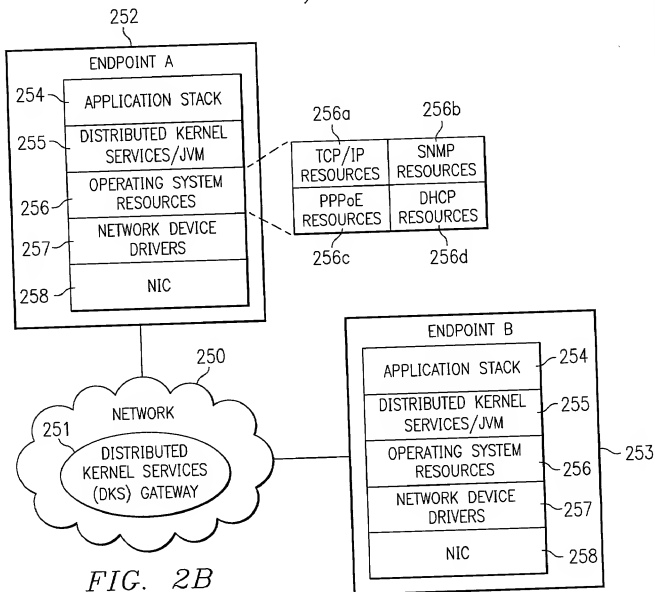 252
ENDPOINT A
254
APPLICATION STACK
255
DISTRIBUTED KERNEL
SERVICES/JVM
256
OPERATING SYSTEM
RESOURCES
257
NETWORK DEVICE
DRIVERS
258
NIC
256a
256b
TCP/IP
RESOURCES
SNMP
RESOURCES
PPPoE
RESOURCES
DHCP
RESOURCES
256c
256d
250
NETWORK
251
DISTRIBUTED
KERNEL SERVICES
(DKS) GATEWAY
ENDPOINT B
APPLICATION STACK
254
DISTRIBUTED KERNEL
SERVICES/JVM
255
OPERATING SYSTEM
RESOURCES
256
253
NETWORK DEVICE
DRIVERS
257
NIC
258
FIG. 2B